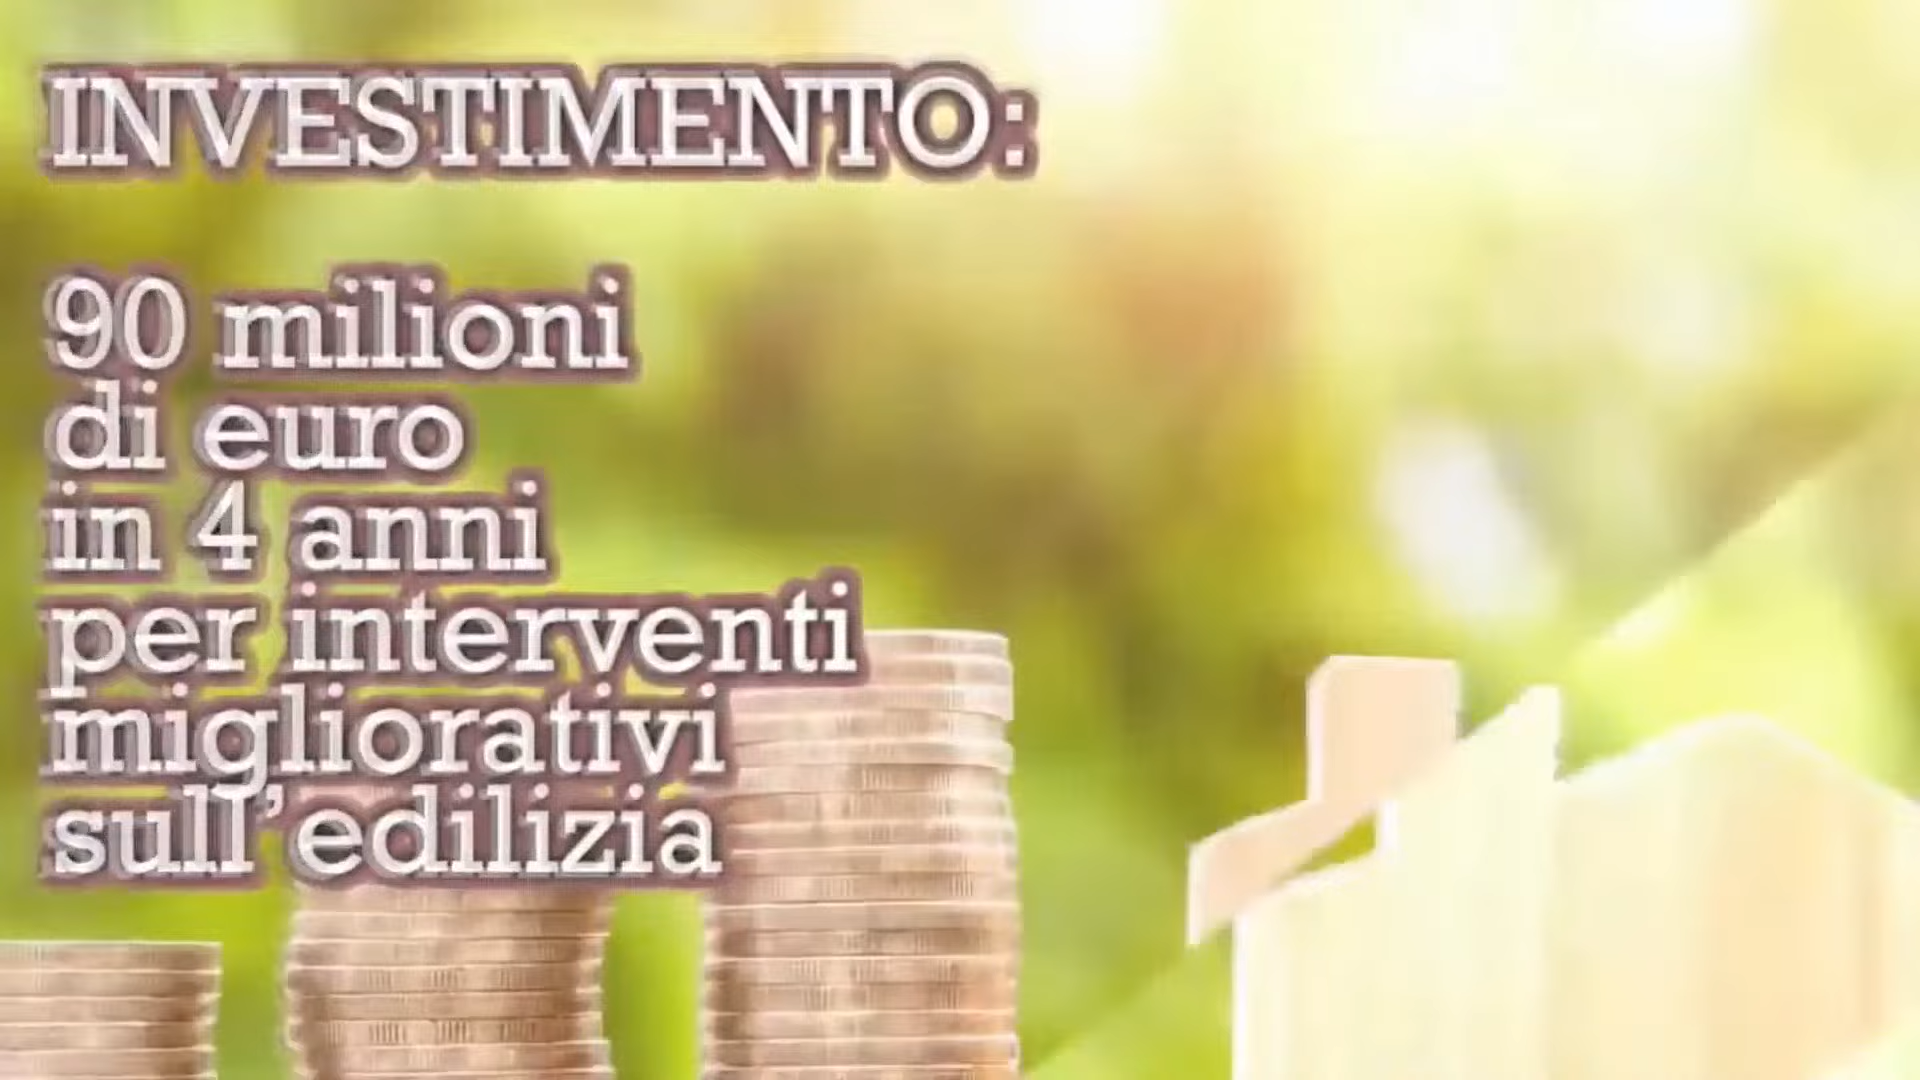 INVESTIMENTO:
90 milioni
di euro
in 4 anni
per interventi
migliorativi
sull'edilizia